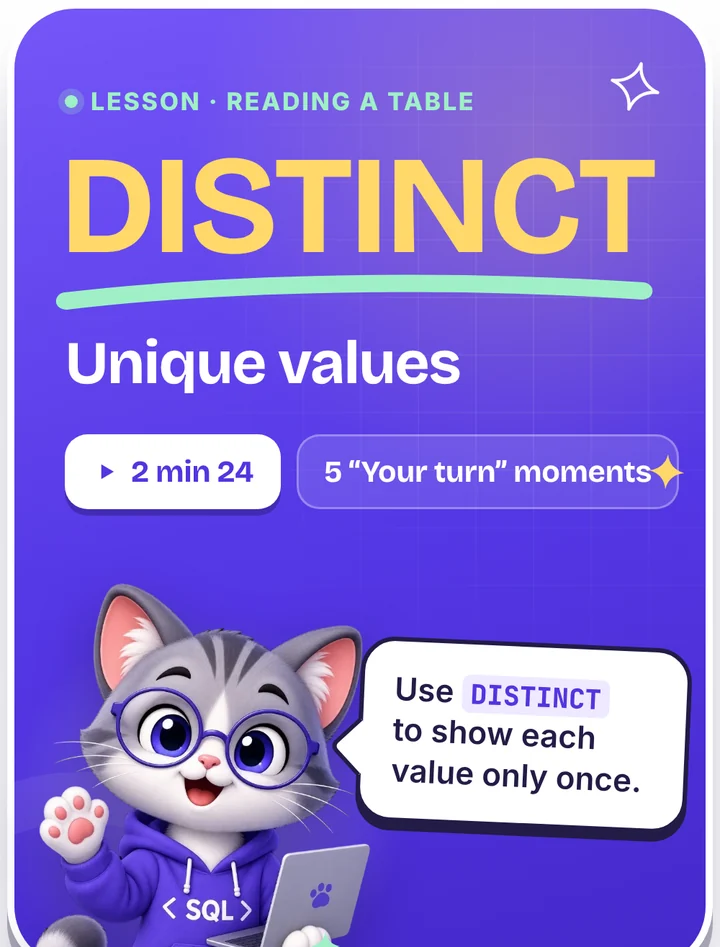 LESSON · READING A TABLE
DISTINCT
Unique values
2 min 24
5 “Your turn” moments
Use DISTINCT
to show each
value only once.
< SQL >